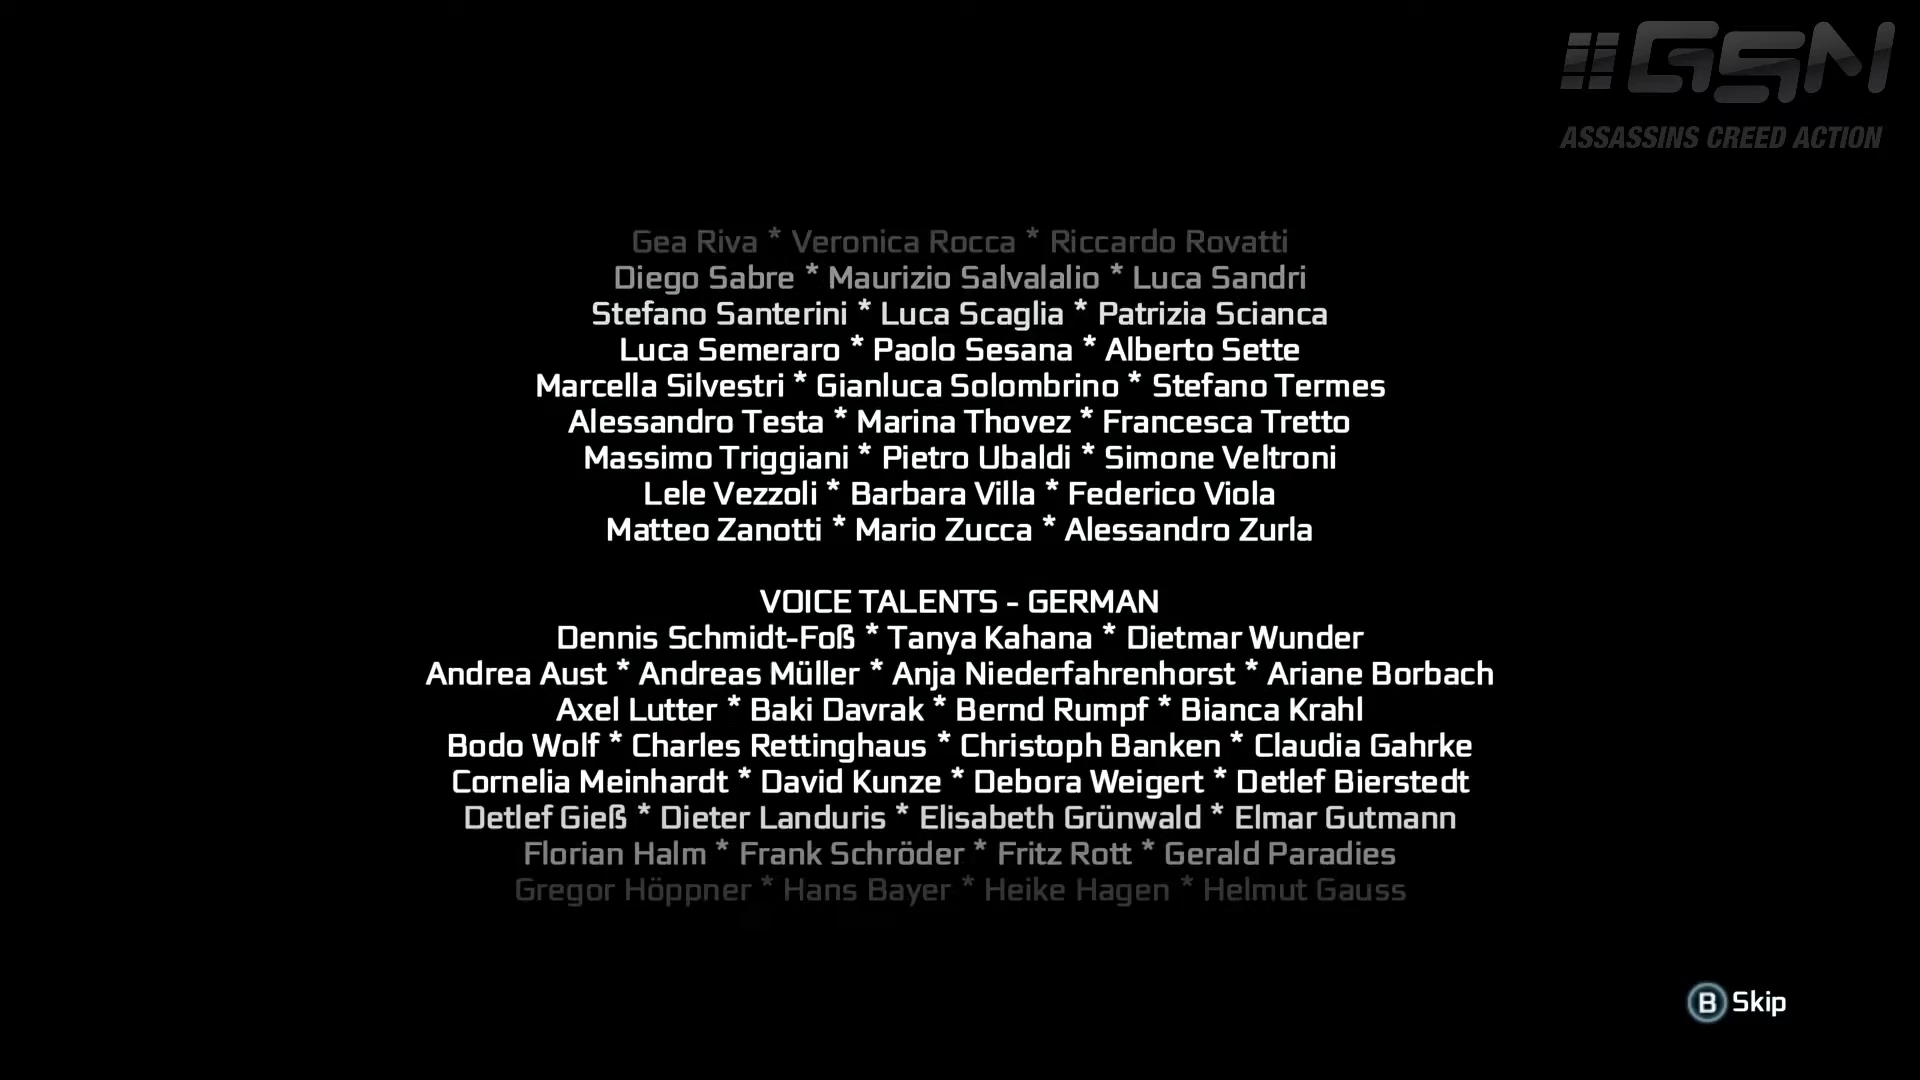 GSN
ASSASSINS CREED ACTION
Gea Riva * Veronica Rocca * Riccardo Rovatti
Diego Sabre * Maurizio Salvalalio * Luca Sandri
Stefano Santerini * Luca Scaglia * Patrizia Scianca
Luca Semeraro * Paolo Sesana * Alberto Sette
Marcella Silvestri * Gianluca Solombrino * Stefano Termes
Alessandro Testa * Marina Thovez * Francesca Tretto
Massimo Triggiani * Pietro Ubaldi * Simone Veltroni
Lele Vezzoli * Barbara Villa * Federico Viola
Matteo Zanotti * Mario Zucca * Alessandro Zurla
VOICE TALENTS - GERMAN
Dennis Schmidt-Foß * Tanya Kahana * Dietmar Wunder
Andrea Aust * Andreas Müller * Anja Niederfahrenhorst * Ariane Borbach
Axel Lutter * Baki Davrak * Bernd Rumpf * Bianca Krahl
Bodo Wolf * Charles Rettinghaus * Christoph Banken * Claudia Gahrke
Cornelia Meinhardt * David Kunze * Debora Weigert * Detlef Bierstedt
Detlef Gieß * Dieter Landuris * Elisabeth Grünwald * Elmar Gutmann
Florian Halm * Frank Schröder * Fritz Rott * Gerald Paradies
Gregor Höppner * Hans Bayer * Heike Hagen * Helmut Gauss
B Skip